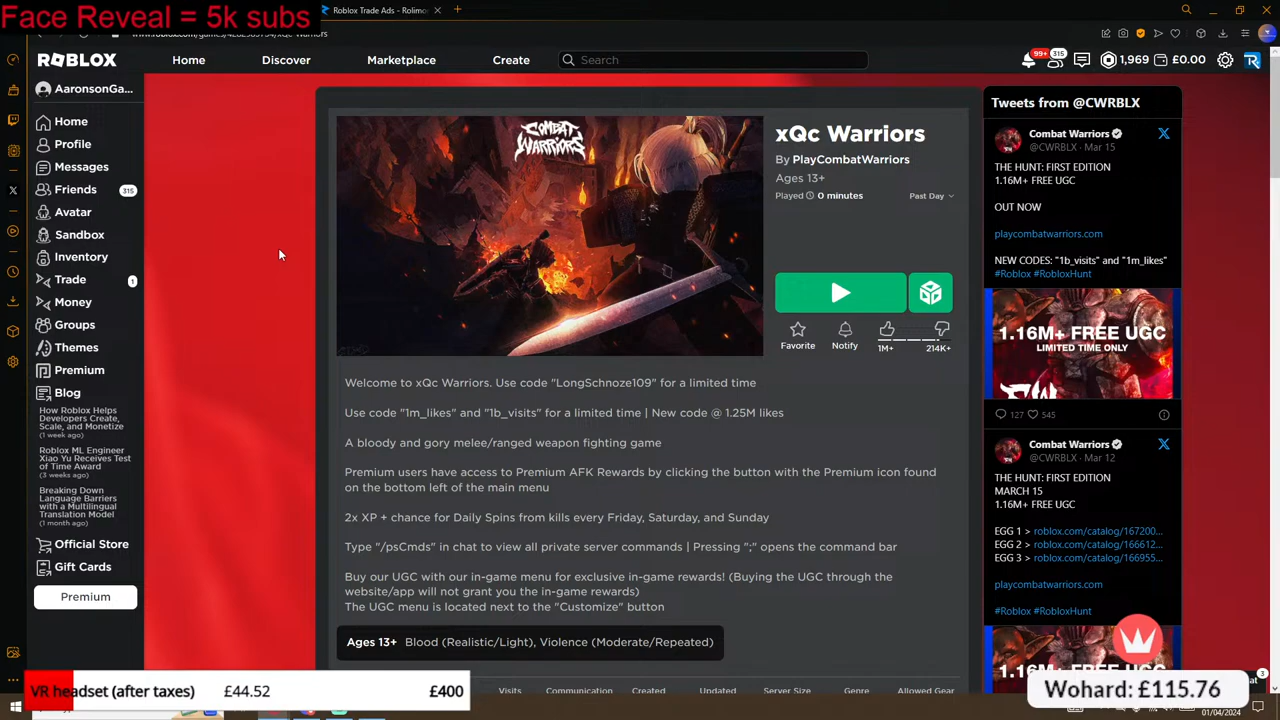 Face Reveal = 5k subs
Roblox Trade Ads - Rolimo
ROBLOX
Home
Discover
Marketplace
Create
Search
99+
315
1,969
£0.00
AaronsonGa...
Home
Profile
Messages
Friends
315
Avatar
Sandbox
Inventory
Trade
1
Money
Groups
Themes
Premium
Blog
How Roblox Helps
Developers Create,
Scale, and Monetize
(1 week ago)
Roblox ML Engineer
Xiao Yu Receives Test
of Time Award
(3 weeks ago)
Breaking Down
Language Barriers
with a Multilingual
Translation Model
(1 month ago)
Official Store
Gift Cards
Premium
COMBAT
WARRIORS
xQc Warriors
By PlayCombatWarriors
Ages 13+
Played 0 minutes
Past Day
Favorite
Notify
1M+
214K+
Welcome to xQc Warriors. Use code "LongSchnoze109" for a limited time
Use code "1m_likes" and "1b_visits" for a limited time | New code @ 1.25M likes
A bloody and gory melee/ranged weapon fighting game
Premium users have access to Premium AFK Rewards by clicking the button with the Premium icon found
on the bottom left of the main menu
2x XP + chance for Daily Spins from kills every Friday, Saturday, and Sunday
Type "/psCmds" in chat to view all private server commands | Pressing ";" opens the command bar
Buy our UGC with our in-game menu for exclusive in-game rewards! (Buying the UGC through the
website/app will not grant you the in-game rewards)
The UGC menu is located next to the "Customize" button
Ages 13+ Blood (Realistic/Light), Violence (Moderate/Repeated)
Visits
Communication
Created
Updated
Server Size
Genre
Allowed Gear
Tweets from @CWRBLX
Combat Warriors
@CWRBLX · Mar 15
THE HUNT: FIRST EDITION
1.16M+ FREE UGC
OUT NOW
playcombatwarriors.com
NEW CODES: "1b_visits" and "1m_likes"
#Roblox #RobloxHunt
1.16M+ FREE UGC
LIMITED TIME ONLY
127
545
Combat Warriors
@CWRBLX · Mar 12
THE HUNT: FIRST EDITION
MARCH 15
1.16M+ FREE UGC
EGG 1 > roblox.com/catalog/167200...
EGG 2 > roblox.com/catalog/166612...
EGG 3 > roblox.com/catalog/166955...
playcombatwarriors.com
#Roblox #RobloxHunt
VR headset (after taxes)
£44.52
£400
Wohard: £115.76
3
01/04/2024